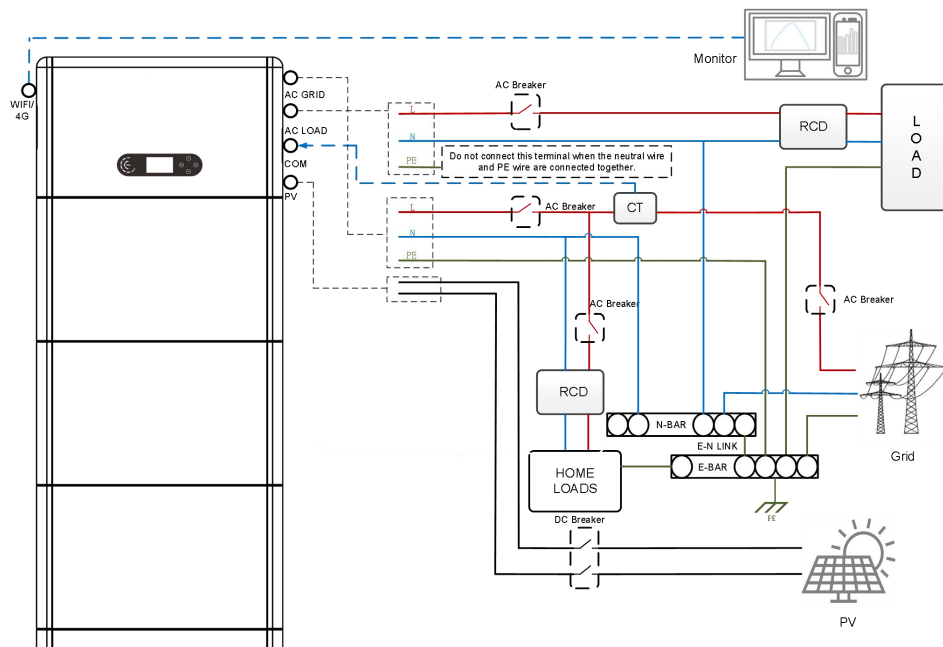 Monitor
WIFI/
4G
AC GRID
AC LOAD
COM
PV
AC Breaker
L
N
PE
RCD
L
O
A
D
Do not connect this terminal when the neutral wire
and PE wire are connected together.
CT
L
AC Breaker
N
PE
AC Breaker
AC Breaker
RCD
N-BAR
E-N LINK
E-BAR
Grid
HOME
LOADS
PE
DC Breaker
PV